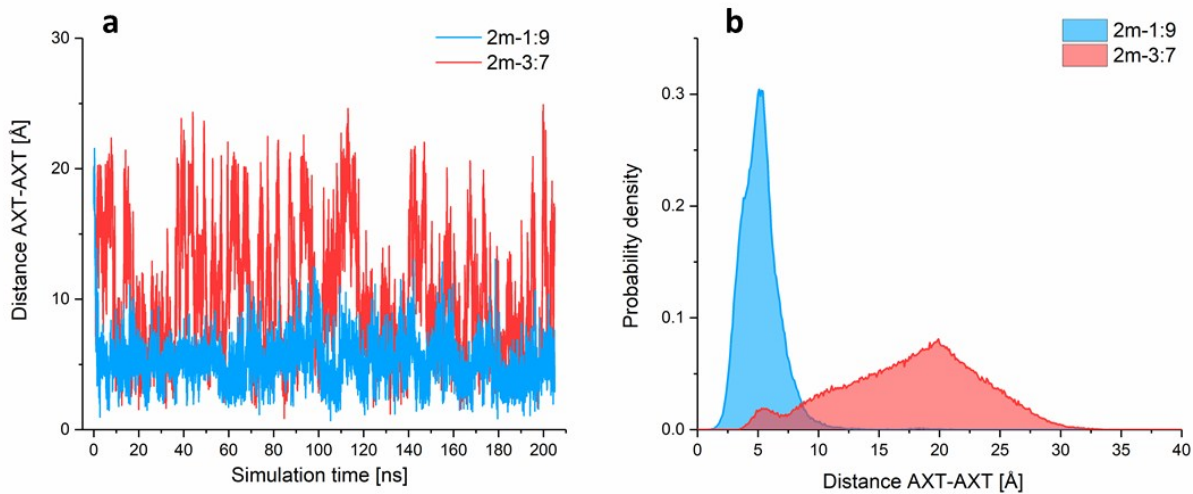 a
30
20
10
0
Distance AXT-AXT [Å]
2m-1:9
2m-3:7
0 20 40 60 80 100 120 140 160 180 200
Simulation time [ns]
b
0.3
0.2
0.1
0.0
Probability density
2m-1:9
2m-3:7
0 5 10 15 20 25 30 35 40
Distance AXT-AXT [Å]